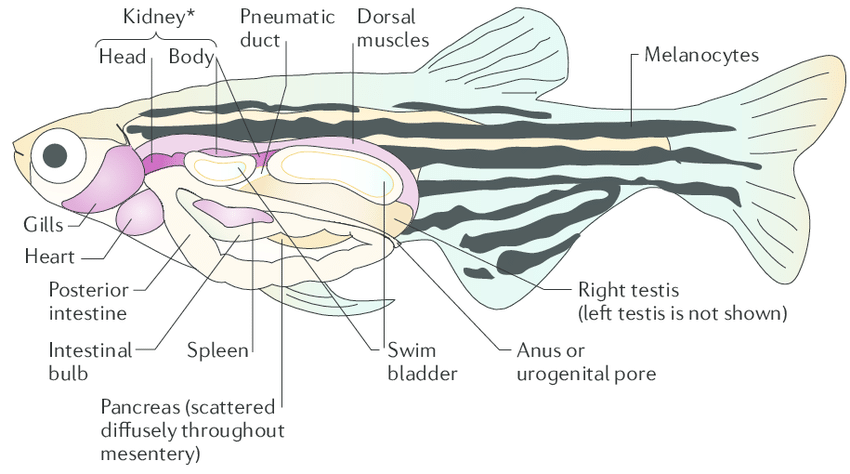 Kidney*
Head
Body
Pneumatic
duct
Dorsal
muscles
Melanocytes
Gills
Heart
Posterior
intestine
Intestinal
bulb
Spleen
Pancreas (scattered
diffusely throughout
mesentery)
Swim
bladder
Anus or
urogenital pore
Right testis
(left testis is not shown)